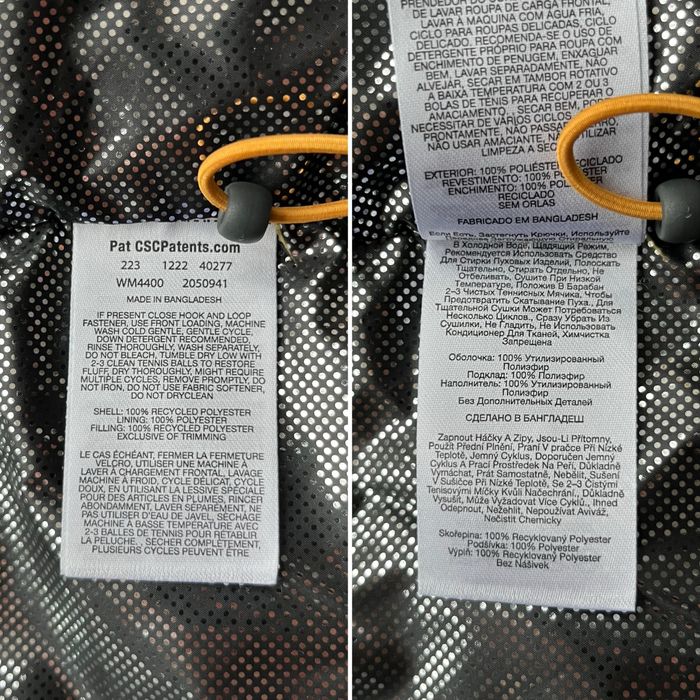 Pat CSCPatents.com
223 1222 40277
WM4400 2050941
MADE IN BANGLADESH
IF PRESENT CLOSE HOOK AND LOOP
FASTENER, USE FRONT LOADING, MACHINE
WASH COLD GENTLE, GENTLE CYCLE,
DOWN DETERGENT RECOMMENDED,
RINSE THOROUGHLY, WASH SEPARATELY,
DO NOT BLEACH, TUMBLE DRY LOW WITH
2-3 CLEAN TENNIS BALLS TO RESTORE
FLUFF, DRY THOROUGHLY, MIGHT REQUIRE
MULTIPLE CYCLES, REMOVE PROMPTLY, DO
NOT IRON, DO NOT USE FABRIC SOFTENER,
DO NOT DRYCLEAN
SHELL: 100% RECYCLED POLYESTER
LINING: 100% POLYESTER
FILLING: 100% RECYCLED POLYESTER
EXCLUSIVE OF TRIMMING
LE CAS ÉCHÉANT, FERMER LA FERMETURE
VELCRO, UTILISER UNE MACHINE À
LAVER À CHARGEMENT FRONTAL, LAVAGE
MACHINE À FROID, CYCLE DÉLICAT, CYCLE
DOUX, EN UTILISANT LA LESSIVE SPÉCIALE
POUR DES ARTICLES EN PLUMES, RINCER
ABONDAMMENT, LAVER SÉPARÉMENT, NE
PAS UTILISER D'EAU DE JAVEL, SÉCHAGE
MACHINE À BASSE TEMPÉRATURE AVEC
2-3 BALLES DE TENNIS POUR RETABLIR
LA PELUCHE , , SÉCHER COMPLÈTEMENT,
PLUSIEURS CYCLES PEUVENT ÊTRE
PRENDEDOR DO
DE LAVAR ROUPA DE CARGA FRONTAL,
LAVAR À MÁQUINA COM ÁGUA FRIA,
CICLO PARA ROUPAS DELICADAS, CICLO
DELICADO, RECOMENDA-SE O USO DE
DETERGENTE PRÓPRIO PARA ROUPA COM
ENCHIMENTO DE PENUGEM, ENXAGUAR
BEM, LAVAR SEPARADAMENTE, NÃO
ALVEJAR, SECAR EM TAMBOR ROTATIVO
A BAIXA TEMPERATURA COM 2 OU 3
BOLAS DE TÊNIS PARA RECUPERAR O
AMACIAMENTO , SECAR BEM, PODE
NECESSITAR DE VÁRIOS CICLOS
PRONTAMENTE, NÃO PASSAR
NÃO USAR AMACIANTE, NÃO UTILIZAR
LIMPEZA A SECO
EXTERIOR: 100% POLIÉSTER RECICLADO
REVESTIMENTO: 100% POLIÉSTER
ENCHIMENTO: 100% POLIÉSTER
RECICLADO
SEM ORLAS
FABRICADO EM BANGLADESH
Если Есть, Застегнуть Крючки, Используйте
В Холодной Воде, Щадящий Режим,
Рекомендуется Использовать Средство
Для Стирки Пуховых Изделий, Полоскать
Тщательно, Стирать Отдельно, Не
Отбеливать, Сушите При Низкой
Температуре, Положив В Барабан
2–3 Чистых Теннисных Мячика, Чтобы
Предотвратить Скатывание Пуха., Для
Тщательной Сушки Может Потребоваться
Несколько Циклов., Сразу Убрать Из
Сушилки, Не Гладить, Не Использовать
Кондиционер Для Тканей, Химчистка
Запрещена
Оболочка: 100% Утилизированный
Полиэфир
Подклад: 100% Полиэфир
Наполнитель: 100% Утилизированный
Полиэфир
Без Дополнительных Деталей
СДЕЛАНО В БАНГЛАДЕШ
Zapnout Háčky A Zipy, Jsou-Li Přítomny,
Použít Přední Plnění, Praní V pračce Při Nízké
Teplotě, Jemný Cyklus, Doporučen Jemný
Cyklus A Prací Prostředek Na Peří, Důkladně
Vymáchat, Prát Samostatně, Nebělit, Sušení
V Sušičce Při Nízké Teplotě, Se 2–3 Čistými
Tenisovými Míčky Kvůli Načechrání., Důkladně
Vysušit, Může Vyžadovat Více Cyklů., Ihned
Odepnout, Nežehlit, Nepoužívat Aviváž,
Nečistit Chemicky
Skořepina: 100% Recyklovaný Polyester
Podšívka: 100% Polyester
Výplň: 100% Recyklovaný Polyester
Bez Nášivek